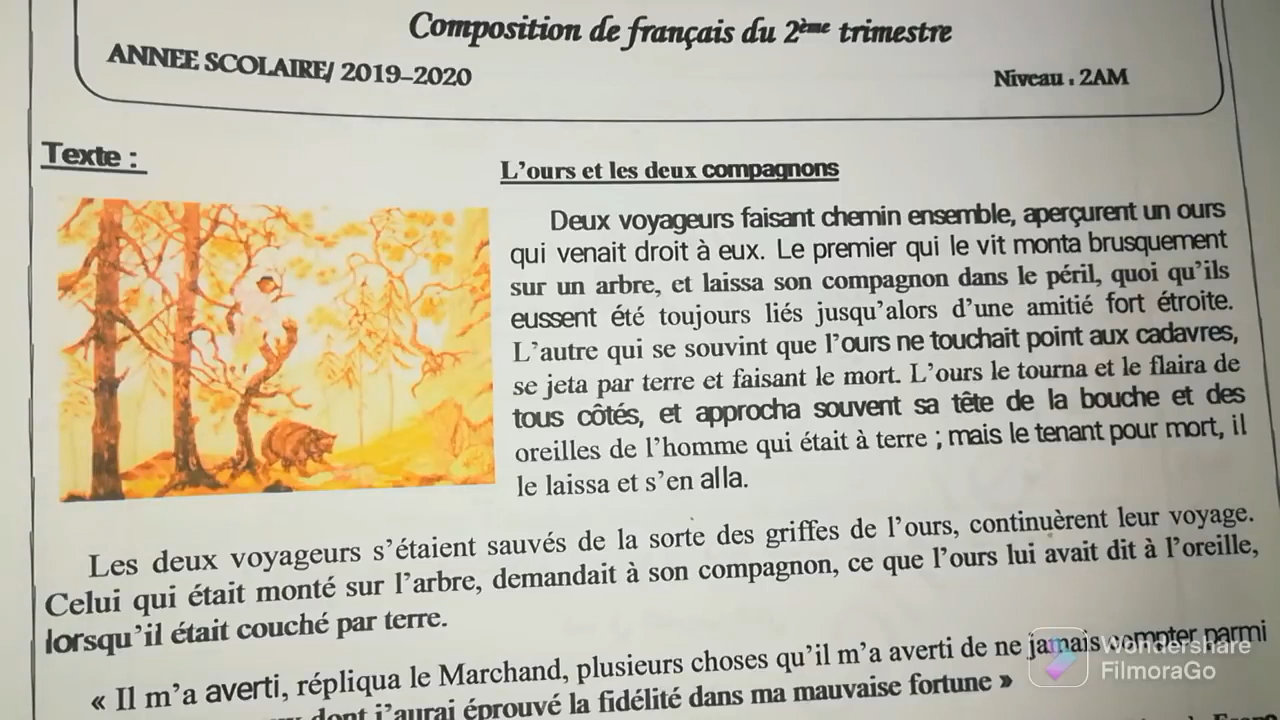 Composition de français du 2ème trimestre
ANNEE SCOLAIRE/ 2019–2020
Niveau : 2AM
Texte :
L'ours et les deux compagnons
Deux voyageurs faisant chemin ensemble, aperçurent un ours
qui venait droit à eux. Le premier qui le vit monta brusquement
sur un arbre, et laissa son compagnon dans le péril, quoi qu'ils
eussent été toujours liés jusqu'alors d'une amitié fort étroite.
L'autre qui se souvint que l'ours ne touchait point aux cadavres,
se jeta par terre et faisant le mort. L'ours le tourna et le flaira de
tous côtés, et approcha souvent sa tête de la bouche et des
oreilles de l'homme qui était à terre ; mais le tenant pour mort, il
le laissa et s'en alla.
Les deux voyageurs s'étaient sauvés de la sorte des griffes de l'ours, continuèrent leur voyage.
Celui qui était monté sur l'arbre, demandait à son compagnon, ce que l'ours lui avait dit à l'oreille,
lorsqu'il était couché par terre.
« Il m'a averti, répliqua le Marchand, plusieurs choses qu'il m'a averti de ne jamais compter parmi
dont j'aurai éprouvé la fidélité dans ma mauvaise fortune »
Wondershare
FilmoraGo